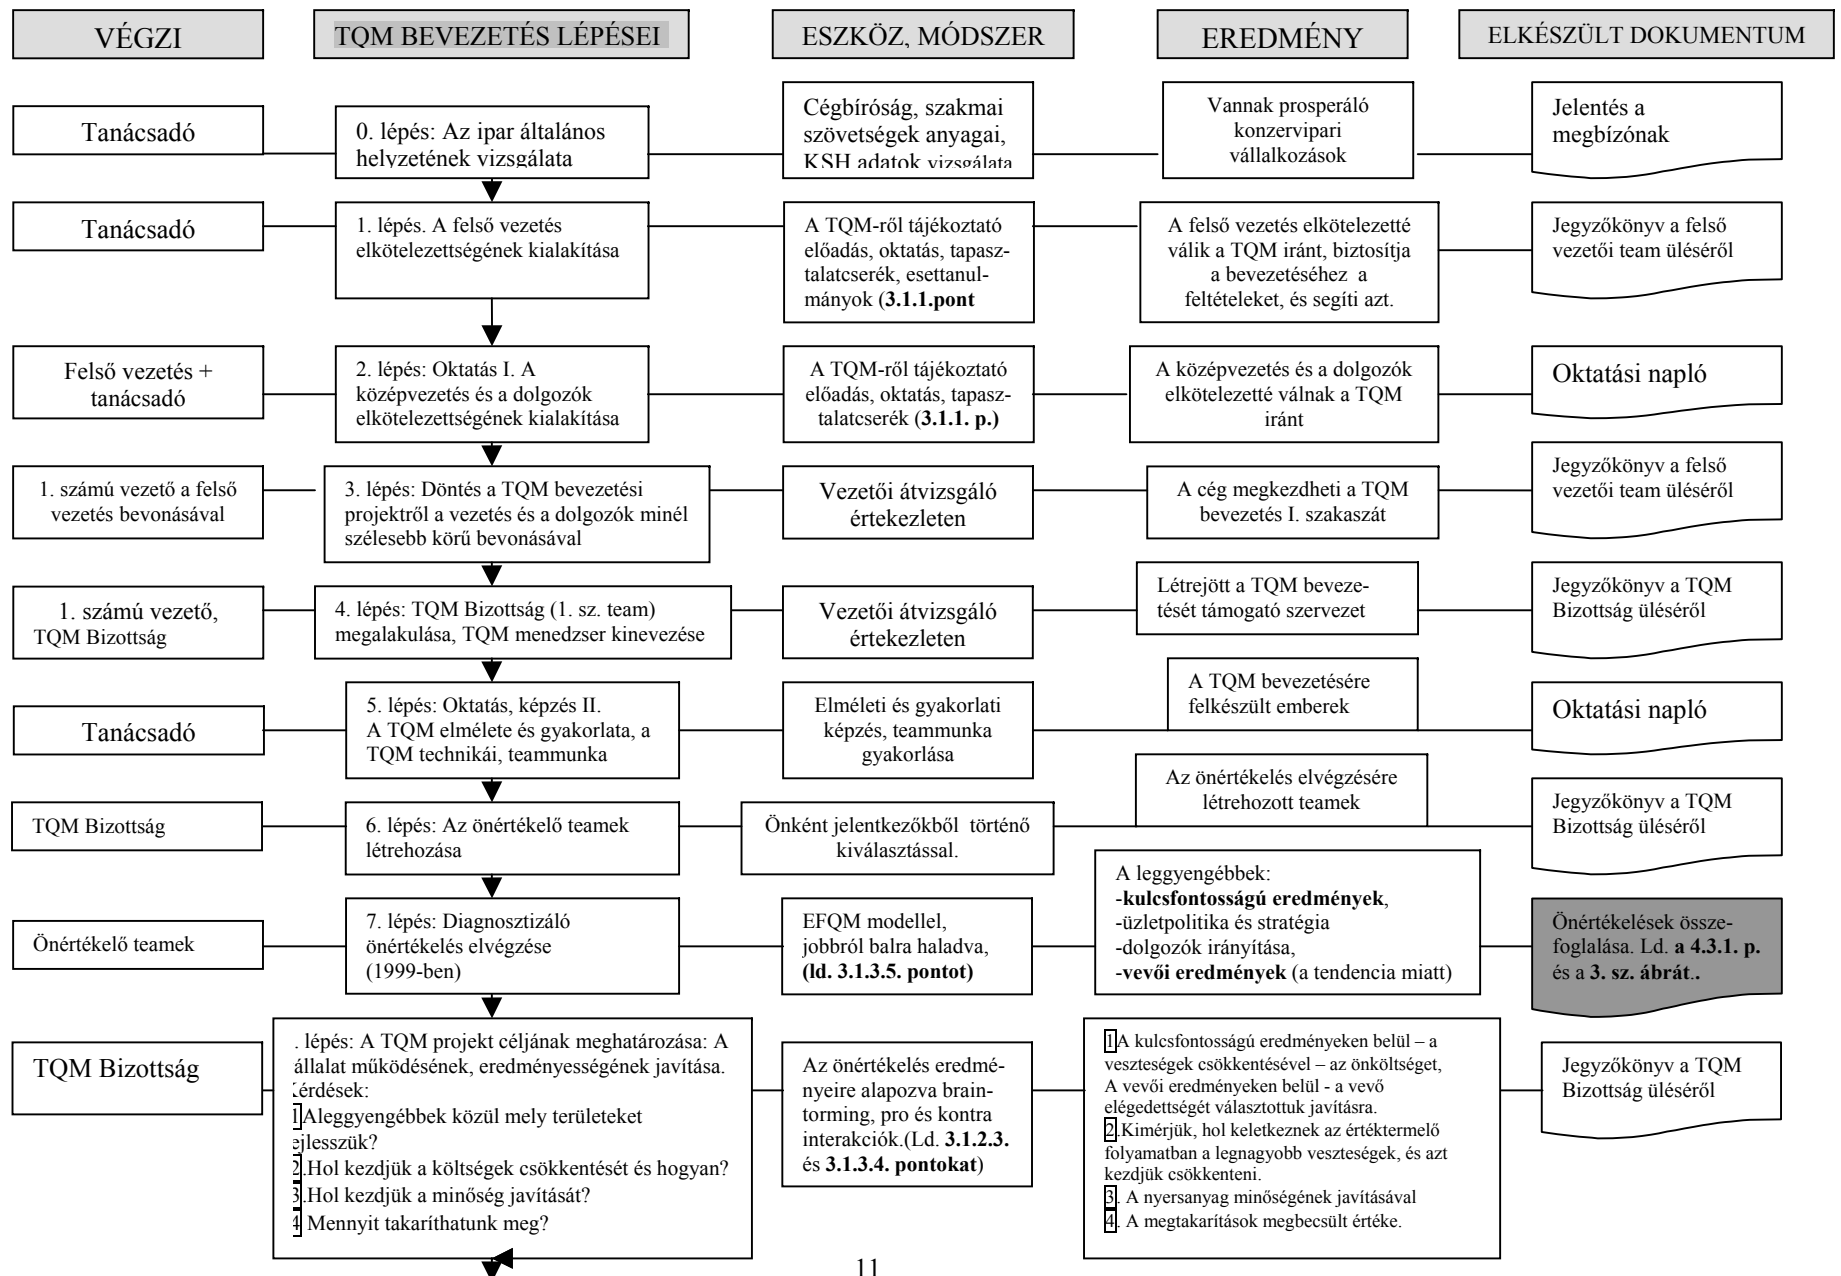 VÉGZI
TQM BEVEZETÉS LÉPÉSEI
ESZKÖZ, MÓDSZER
EREDMÉNY
ELKÉSZÜLT DOKUMENTUM
Tanácsadó
0. lépés: Az ipar általános
helyzetének vizsgálata
Cégbíróság, szakmai
szövetségek anyagai,
KSH adatok vizsgálata
Vannak prosperáló
konzervipari
vállalkozások
Jelentés a
megbízónak
Tanácsadó
1. lépés. A felső vezetés
elkötelezettségének kialakítása
A TQM-ről tájékoztató
előadás, oktatás, tapasz-
talatcserék, esettanul-
mányok (3.1.1.pont
A felső vezetés elkötelezetté
válik a TQM iránt, biztosítja
a bevezetéséhez a
feltételeket, és segíti azt.
Jegyzőkönyv a felső
vezetői team üléséről
Felső vezetés +
tanácsadó
2. lépés: Oktatás I. A
középvezetés és a dolgozók
elkötelezettségének kialakítása
A TQM-ről tájékoztató
előadás, oktatás, tapasz-
talatcserék (3.1.1. p.)
A középvezetés és a dolgozók
elkötelezetté válnak a TQM
iránt
Oktatási napló
1. számú vezető a felső
vezetés bevonásával
3. lépés: Döntés a TQM bevezetési
projektről a vezetés és a dolgozók minél
szélesebb körű bevonásával
Vezetői átvizsgáló
értekezleten
A cég megkezdheti a TQM
bevezetés I. szakaszát
Jegyzőkönyv a felső
vezetői team üléséről
1. számú vezető,
TQM Bizottság
4. lépés: TQM Bizottság (1. sz. team)
megalakulása, TQM menedzser kinevezése
Vezetői átvizsgáló
értekezleten
Létrejött a TQM beveze-
tését támogató szervezet
Jegyzőkönyv a TQM
Bizottság üléséről
Tanácsadó
5. lépés: Oktatás, képzés II.
A TQM elmélete és gyakorlata, a
TQM technikái, teammunka
Elméleti és gyakorlati
képzés, teammunka
gyakorlása
A TQM bevezetésére
felkészült emberek
Oktatási napló
TQM Bizottság
6. lépés: Az önértékelő teamek
létrehozása
Önként jelentkezőkből történő
kiválasztással.
Az önértékelés elvégzésére
létrehozott teamek
Jegyzőkönyv a TQM
Bizottság üléséről
Önértékelő teamek
7. lépés: Diagnosztizáló
önértékelés elvégzése
(1999-ben)
EFQM modellel,
jobbról balra haladva,
(ld. 3.1.3.5. pontot)
A leggyengébbek:
-kulcsfontosságú eredmények,
-üzletpolitika és stratégia
-dolgozók irányítása,
-vevői eredmények (a tendencia miatt)
Önértékelések össze-
foglalása. Ld. a 4.3.1. p.
és a 3. sz. ábrát..
TQM Bizottság
. lépés: A TQM projekt céljának meghatározása: A
állalat működésének, eredményességének javítása.
érdések:
1 Aleggyengébbek közül mely területeket
ejlesszük?
2.Hol kezdjük a költségek csökkentését és hogyan?
3.Hol kezdjük a minőség javítását?
4 Mennyit takaríthatunk meg?
Az önértékelés eredmé-
nyeire alapozva brain-
torming, pro és kontra
interakciók.(Ld. 3.1.2.3.
és 3.1.3.4. pontokat)
1 A kulcsfontosságú eredményeken belül – a
veszteségek csökkentésével – az önköltséget,
A vevői eredményeken belül - a vevő
elégedettségét választottuk javításra.
2.Kimérjük, hol keletkeznek az értéktermelő
folyamatban a legnagyobb veszteségek, és azt
kezdjük csökkenteni.
3. A nyersanyag minőségének javításával
4. A megtakarítások megbecsült értéke.
Jegyzőkönyv a TQM
Bizottság üléséről
11